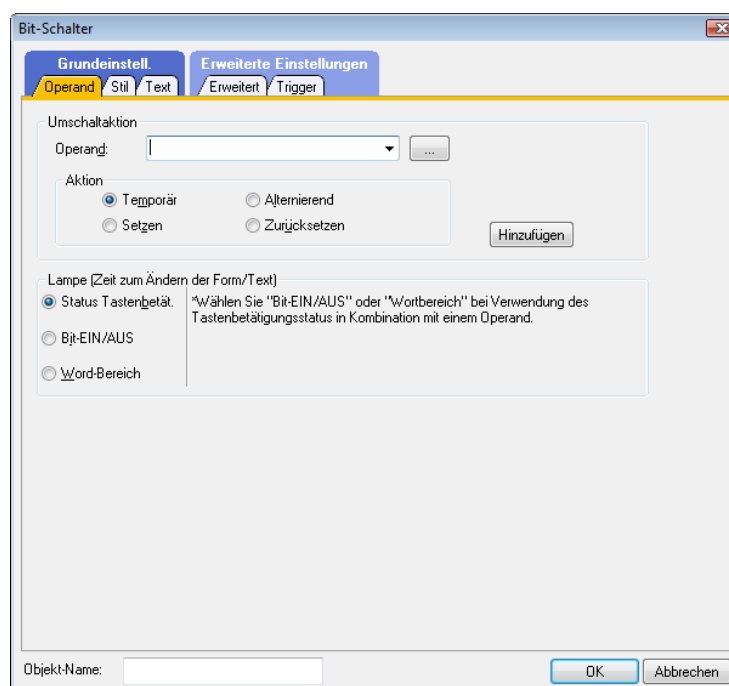 Bit-Schalter
Grundeinstell. Erweiterte Einstellungen
Operand Stil Text Erweitert Trigger
Umschaltaktion
Operand: ...
Aktion
Temporär Alternierend
Setzen Zurücksetzen
Hinzufügen
Lampe (Zeit zum Ändern der Form/Text)
Status Tastenbetät. *Wählen Sie "Bit-EIN/AUS" oder "Wortbereich" bei Verwendung des
Tastenbetätigungsstatus in Kombination mit einem Operand.
Bit-EIN/AUS
Word-Bereich
Objekt-Name: OK Abbrechen